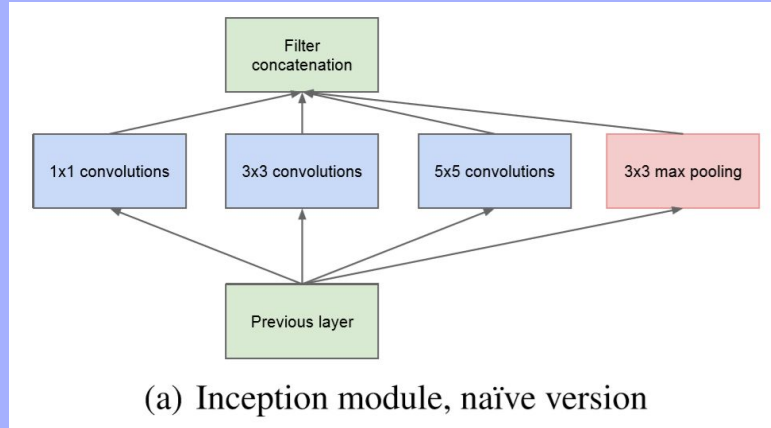 Filter
concatenation
1x1 convolutions
3x3 convolutions
5x5 convolutions
3x3 max pooling
Previous layer
(a) Inception module, naïve version